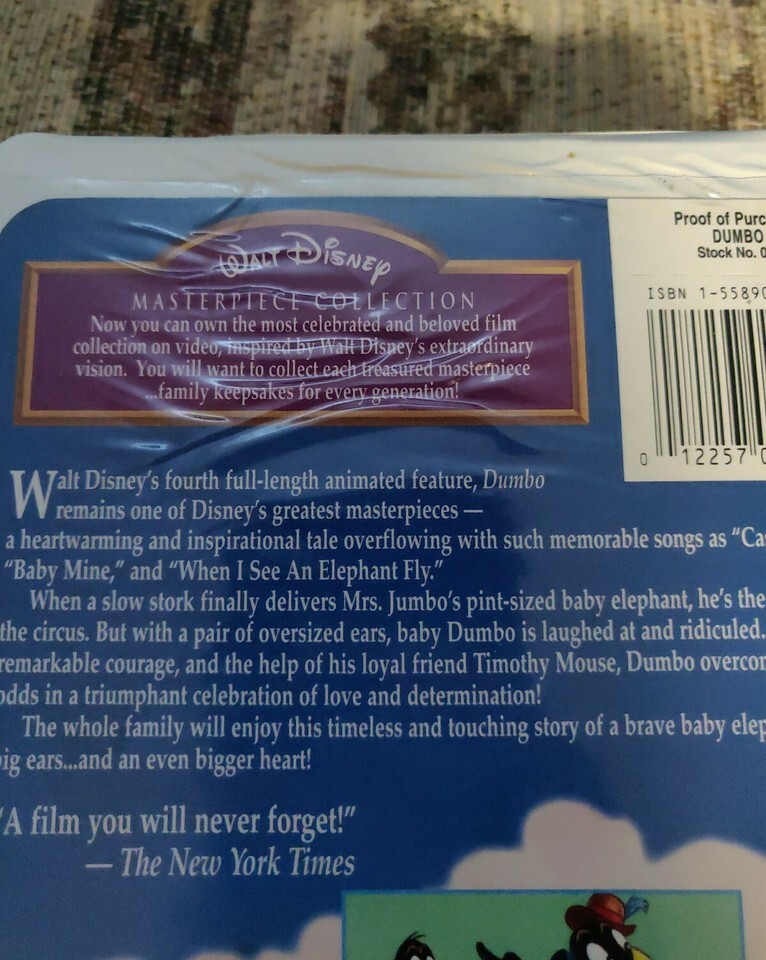 WALT DISNEY
MASTERPIECE COLLECTION
Now you can own the most celebrated and beloved film
collection on video, inspired by Walt Disney's extraordinary
vision. You will want to collect each treasured masterpiece
...family keepsakes for every generation!
Proof of Purc
DUMBO
Stock No. 0
ISBN 1-55890
0 12257 0
Walt Disney's fourth full-length animated feature, Dumbo
remains one of Disney's greatest masterpieces —
a heartwarming and inspirational tale overflowing with such memorable songs as "Cas
"Baby Mine," and "When I See An Elephant Fly."
When a slow stork finally delivers Mrs. Jumbo's pint-sized baby elephant, he's the
the circus. But with a pair of oversized ears, baby Dumbo is laughed at and ridiculed.
remarkable courage, and the help of his loyal friend Timothy Mouse, Dumbo overcom
odds in a triumphant celebration of love and determination!
The whole family will enjoy this timeless and touching story of a brave baby elep
big ears...and an even bigger heart!
"A film you will never forget!"
— The New York Times